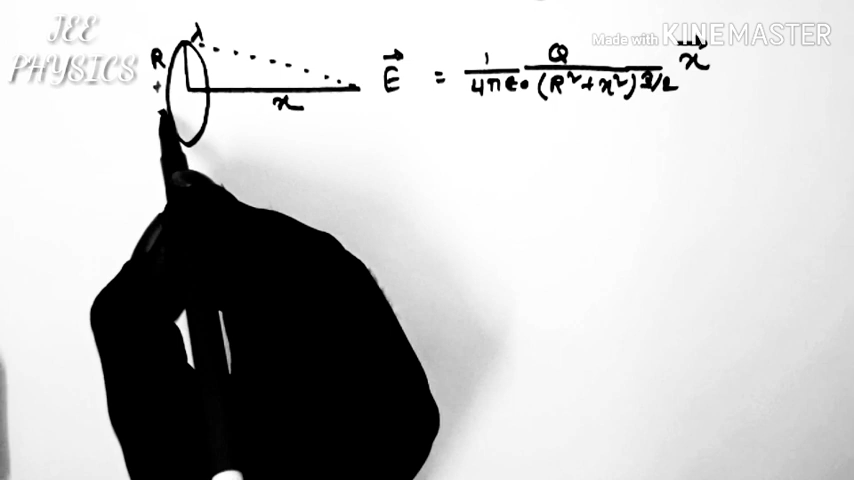 JEE
PHYSICS
Made with KINEMASTER
λ
R
+
x
E⃗ = 1/4πε₀ Q/(R²+x²)^3/2 x⃗